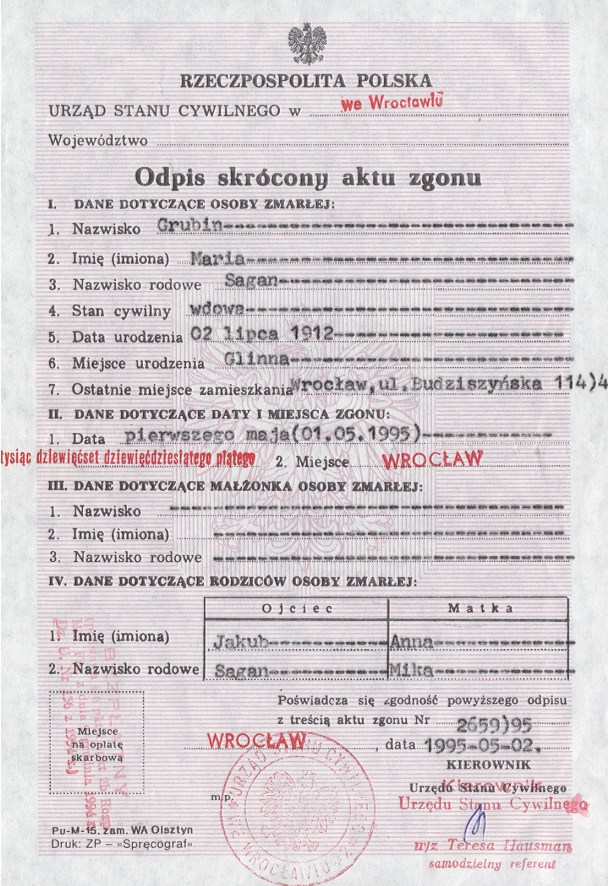 RZECZPOSPOLITA POLSKA
URZĄD STANU CYWILNEGO w we Wrocławiu
Województwo
Odpis skrócony aktu zgonu
I. DANE DOTYCZĄCE OSOBY ZMARŁEJ:
1. Nazwisko Grubin
2. Imię (imiona) Maria
3. Nazwisko rodowe Sagan
4. Stan cywilny wdowa
5. Data urodzenia 02 lipca 1912
6. Miejsce urodzenia Glinna
7. Ostatnie miejsce zamieszkania Wrocław,ul.Budziszyńska 114)4
II. DANE DOTYCZĄCE DATY I MIEJSCA ZGONU:
1. Data pierwszego maja(01.05.1995)
tysiąc dziewięćset dziewięćdziesiątego piątego 2. Miejsce WROCŁAW
III. DANE DOTYCZĄCE MAŁŻONKA OSOBY ZMARŁEJ:
1. Nazwisko
2. Imię (imiona)
3. Nazwisko rodowe
IV. DANE DOTYCZĄCE RODZICÓW OSOBY ZMARŁEJ:
Ojciec Matka
1. Imię (imiona) Jakub Anna
2. Nazwisko rodowe Sagan Mika
Poświadcza się zgodność powyższego odpisu
z treścią aktu zgonu Nr 2659)95
WROCŁAW, data 1995-05-02.
Miejsce
na opłatę
skarbową
KIEROWNIK
Urzędu Stanu Cywilnego
Kierownik
Urzędu Stanu Cywilnego
m.p.
URZĄD STANU CYWILNEGO
WE WROCŁAWIU
w/z Teresa Hausman
samodzielny referent
Pu-M-15. zam. WA Olsztyn
Druk: ZP – »Spręcograf«